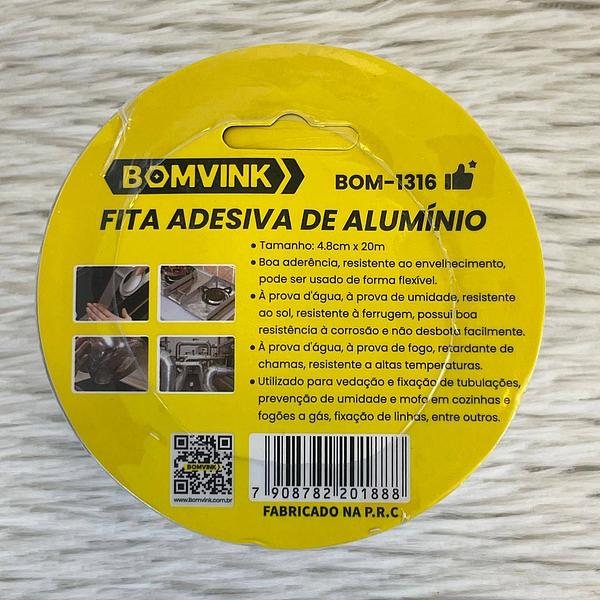 BOMVINK
BOM-1316
FITA ADESIVA DE ALUMÍNIO
• Tamanho: 4.8cm x 20m
• Boa aderência, resistente ao envelhecimento,
pode ser usado de forma flexível.
• À prova d'água, à prova de umidade, resistente
ao sol, resistente à ferrugem, possui boa
resistência à corrosão e não desbota facilmente.
• À prova d'água, à prova de fogo, retardante de
chamas, resistente a altas temperaturas.
• Utilizado para vedação e fixação de tubulações,
prevenção de umidade e mofo em cozinhas e
fogões a gás, fixação de linhas, entre outros.
BOMVINK
www.Bomvink.com.br
7 908782 201888
FABRICADO NA P.R.C